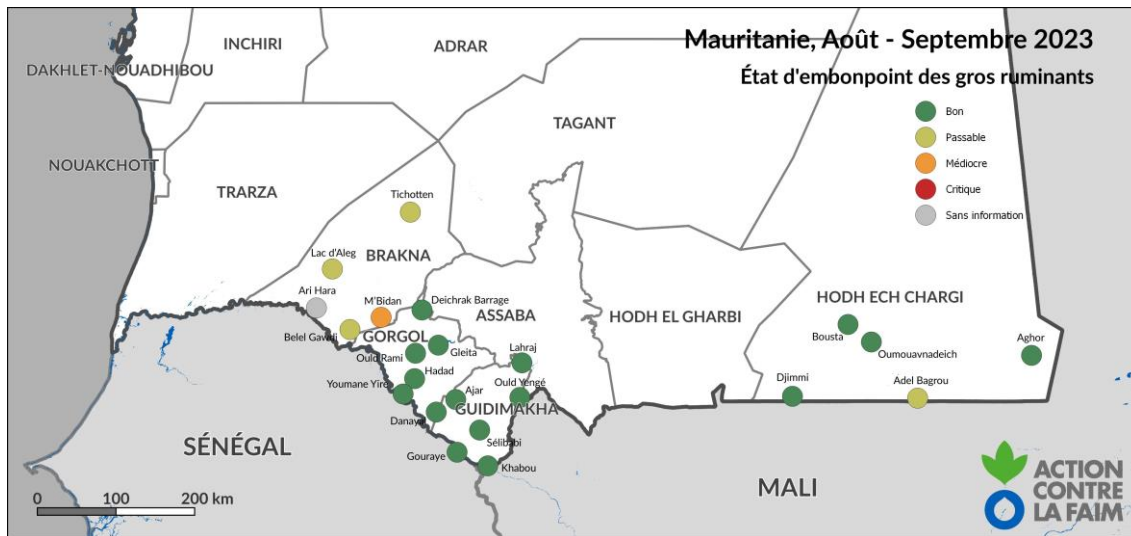 Mauritanie, Août - Septembre 2023
État d'embonpoint des gros ruminants
Bon
Passable
Médiocre
Critique
Sans information
INCHIRI
ADRAR
DAKHLET-NOUADHIBOU
TAGANT
NOUAKCHOTT
TRARZA
Tichotten
Lac d'Aleg
BRAKNA
Ari Hara
M'Bidan
Deichrak Barrage
ASSABA
HODH EL GHARBI
HODH ECH CHARGI
Belel Gawdi
GORGOL
Gleita
Lahraj
Bousta
Oumouavnadeich
Aghor
Ould Rami
Hadad
Youmane Yiré
Ajar
Ould Yengé
Djimmi
Adel Bagrou
GUIDIMAKHA
Danaya
Sélibabi
Gouraye
Khabou
SÉNÉGAL
MALI
0 100 200 km
ACTION
CONTRE
LA FAIM